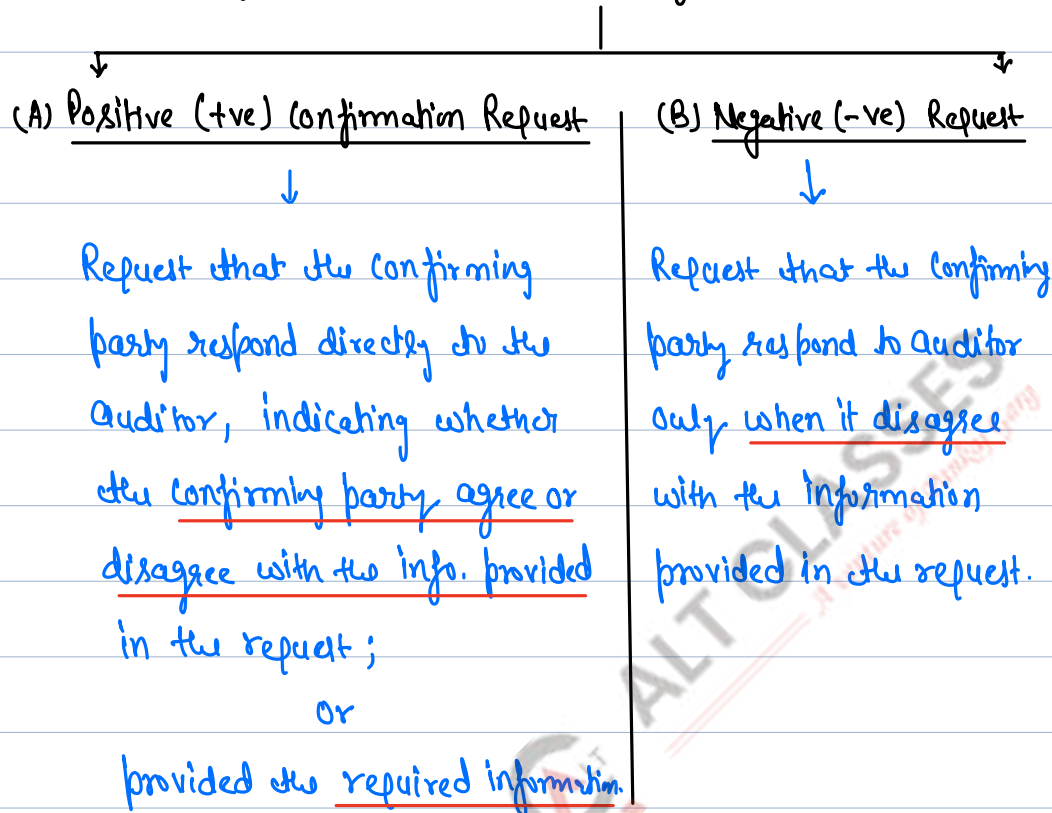 (A) Positive (+ve) Confirmation Request
(B) Negative (-ve) Request
Request that the Confirming
party respond directly to the
auditor, indicating whether
the Confirming party agree or
disagree with the info. provided
in the request;
or
provided the required information.
Request that the Confirming
party respond to auditor
only when it disagree
with the information
provided in the request.
ALT CLASSES